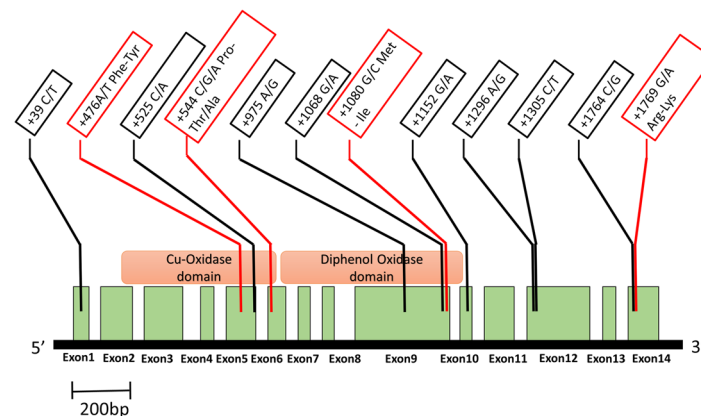 +39 C/T
+476A/T Phe-Tyr
+525 C/A
+544 C/G/A Pro-
Thr/Ala
+975 A/G
+1068 G/A
+1080 G/C Met
- Ile
+1152 G/A
+1296 A/G
+1305 C/T
+1764 C/G
+1769 G/A
Arg-Lys
Cu-Oxidase
domain
Diphenol Oxidase
domain
5’
3
Exon1 Exon2 Exon3 Exon4 Exon5 Exon6 Exon7 Exon8 Exon9 Exon10 Exon11 Exon12 Exon13 Exon14
200bp